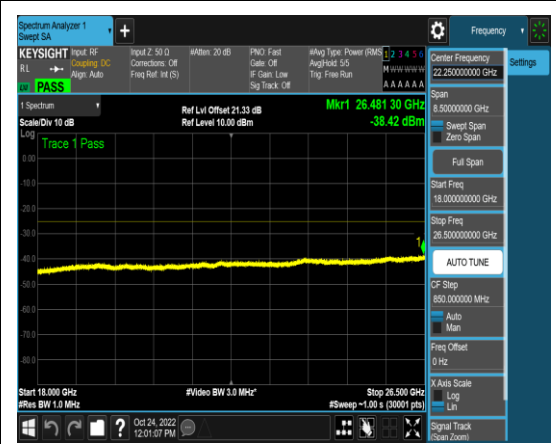 Spectrum Analyzer 1
Swept SA
+
Frequency
KEYSIGHT
RL
PASS
Input: RF
Coupling: DC
Align: Auto
Input Z: 50 Ω
Corrections: Off
Freq Ref: Int (S)
#Atten: 20 dB
PNO: Fast
Gate: Off
IF Gain: Low
Sig Track: Off
#Avg Type: Power (RMS
Avg|Hold: 5/5
Trig: Free Run
1 2 3 4 5 6
M W W W W W
A A A A A A
1 Spectrum
Scale/Div 10 dB
Ref Lvl Offset 21.33 dB
Ref Level 10.00 dBm
Mkr1 26.481 30 GHz
-38.42 dBm
Log
Trace 1 Pass
0.00
-10.0
-20.0
-30.0
-40.0
-50.0
-60.0
-70.0
-80.0
1
Start 18.000 GHz
#Res BW 1.0 MHz
#Video BW 3.0 MHz*
Stop 26.500 GHz
#Sweep ~1.00 s (30001 pts)
?
Oct 24, 2022
12:01:07 PM
Center Frequency
22.250000000 GHz
Settings
Span
8.50000000 GHz
Swept Span
Zero Span
Full Span
Start Freq
18.000000000 GHz
Stop Freq
26.500000000 GHz
AUTO TUNE
CF Step
850.000000 MHz
Auto
Man
Freq Offset
0 Hz
X Axis Scale
Log
Lin
Signal Track
(Span Zoom)